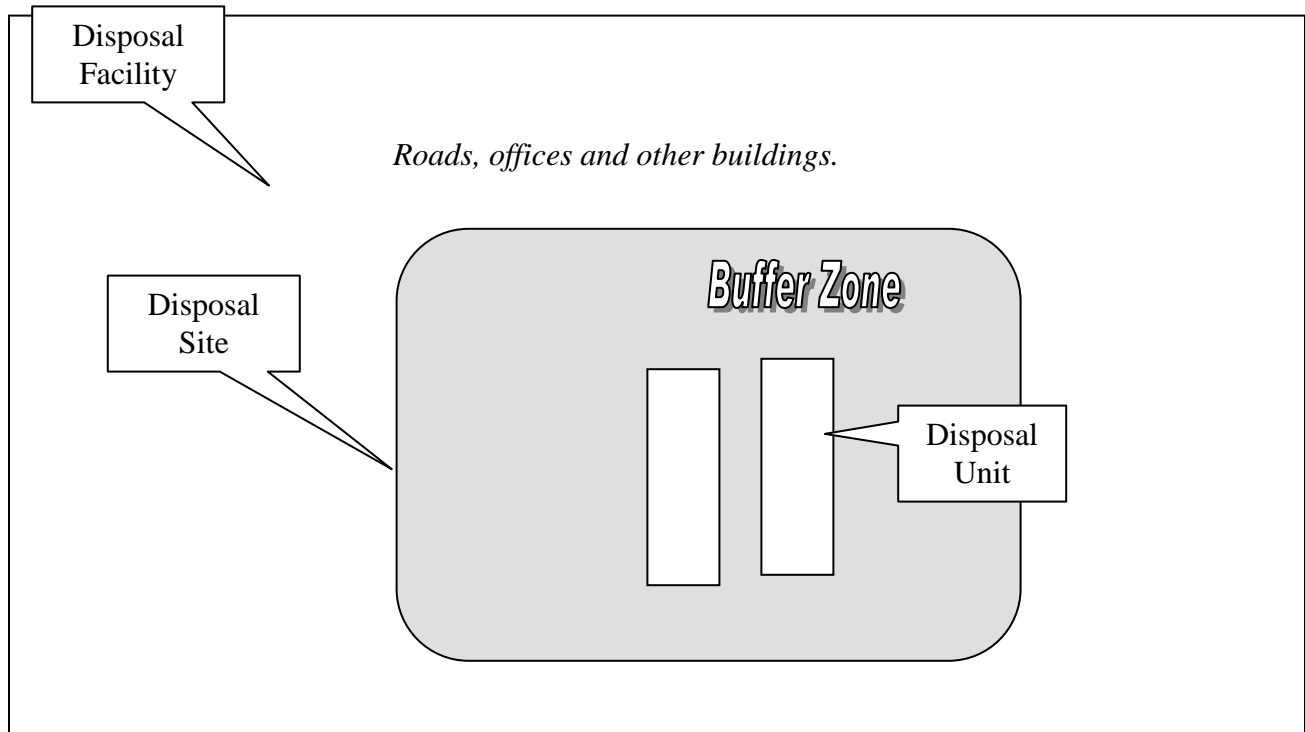 Disposal
Facility
Roads, offices and other buildings.
Buffer Zone
Disposal
Site
Disposal
Unit